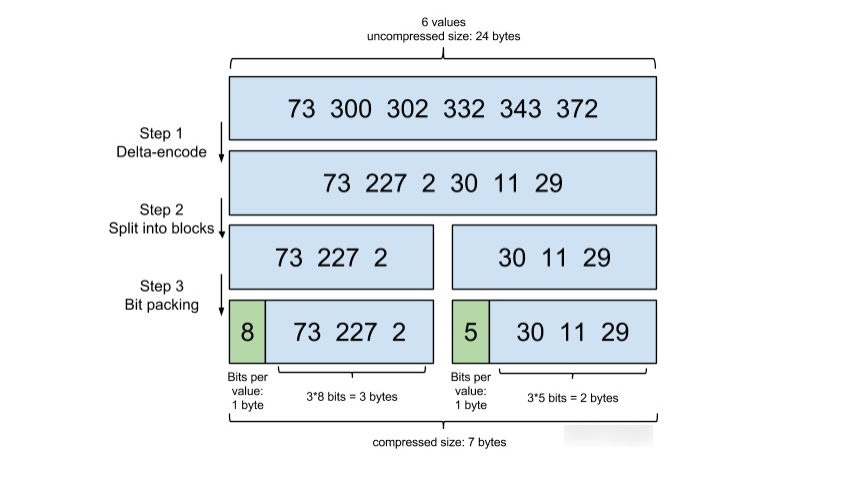 6 values
uncompressed size: 24 bytes
73 300 302 332 343 372
Step 1
Delta-encode
73 227 2 30 11 29
Step 2
Split into blocks
73 227 2
30 11 29
Step 3
Bit packing
8
73 227 2
5
30 11 29
Bits per
value:
1 byte
3*8 bits = 3 bytes
Bits per
value:
1 byte
3*5 bits = 2 bytes
compressed size: 7 bytes